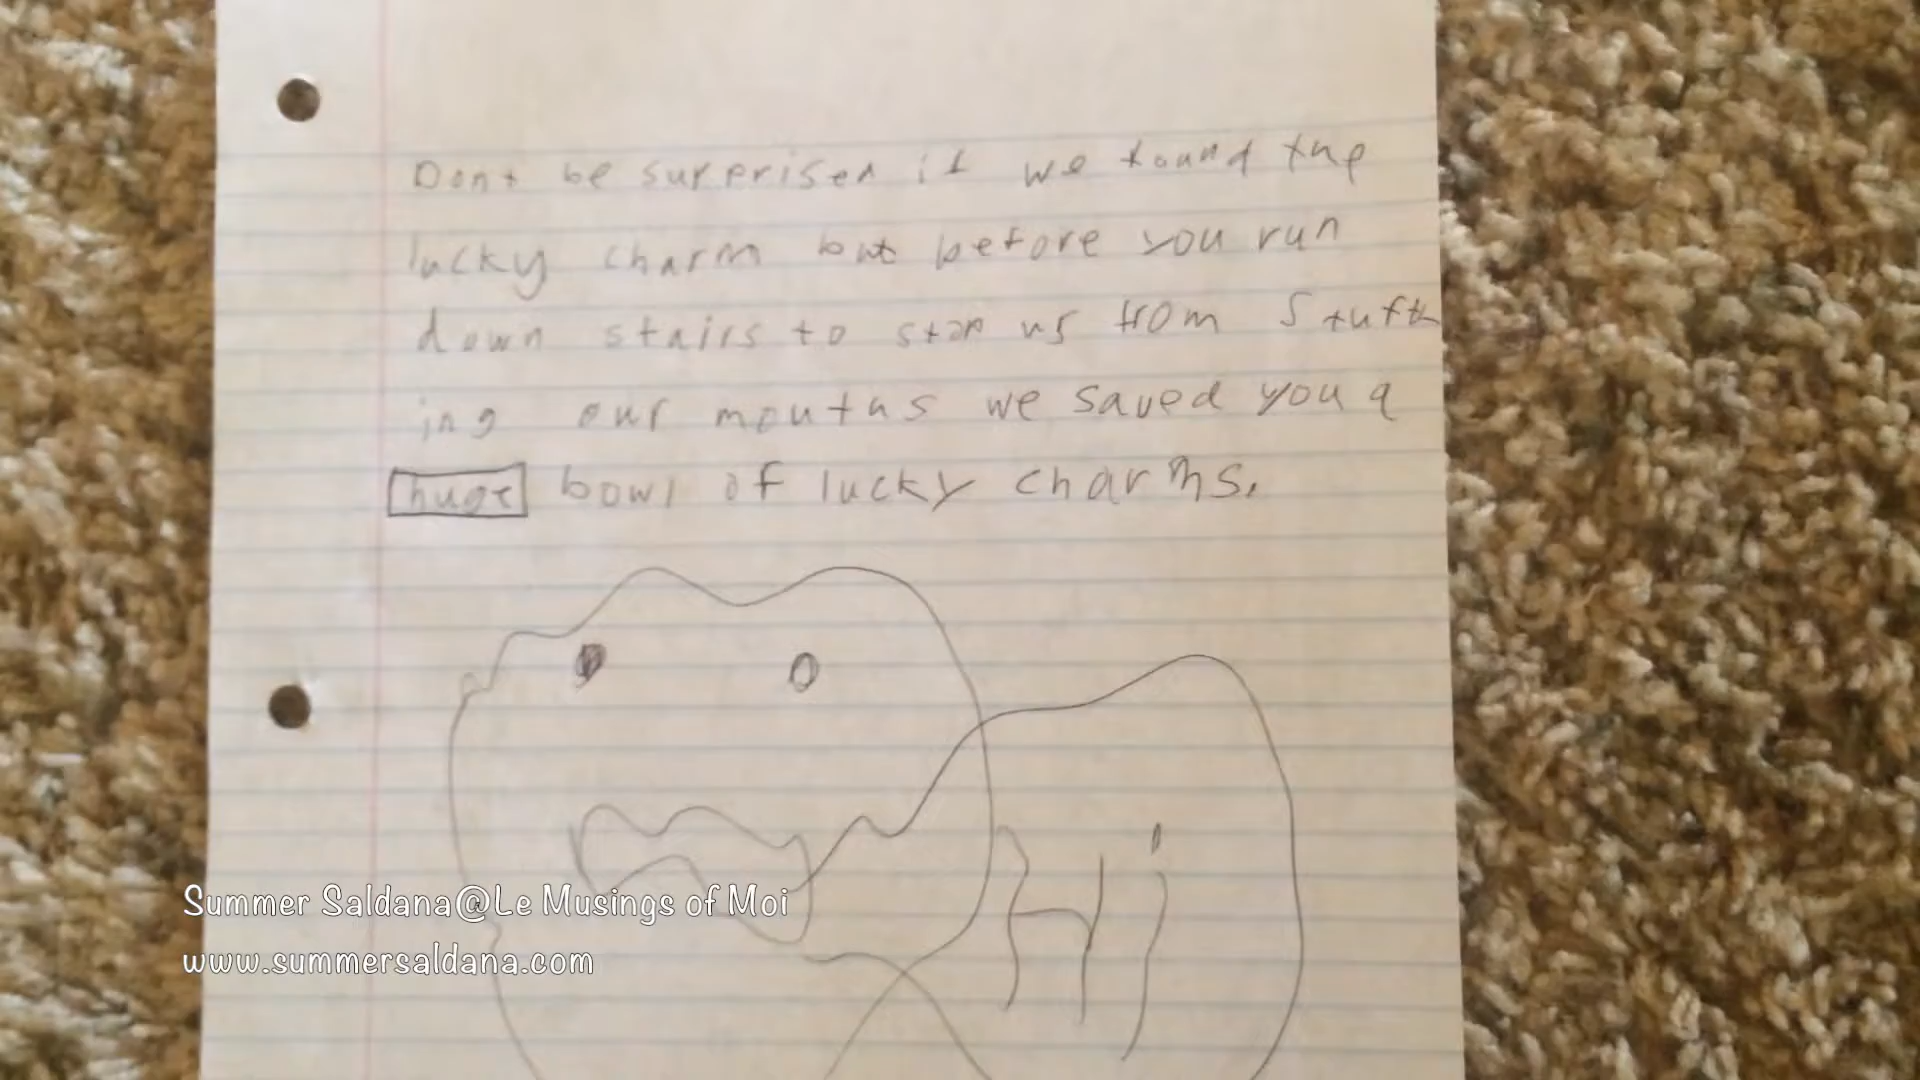 Dont be surprised if we found the
lucky charm but before you run
down stairs to stop us from stuff
ing our mouths we saved you a
huge bowl of lucky charms.
Hi
Summer Saldana@Le Musings of Moi
www.summersaldana.com